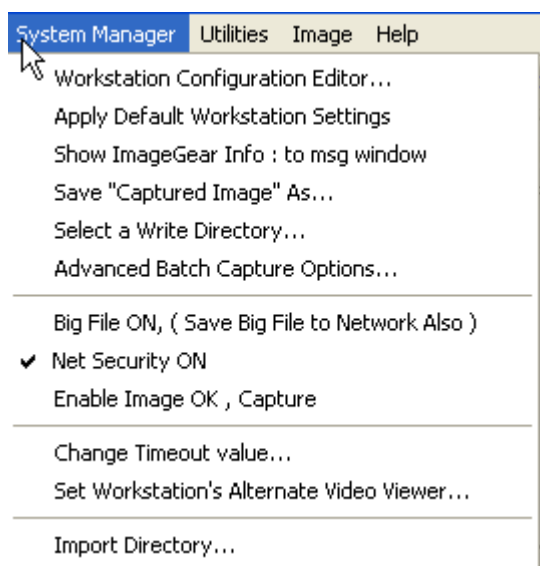 System Manager Utilities Image Help
Workstation Configuration Editor...
Apply Default Workstation Settings
Show ImageGear Info : to msg window
Save "Captured Image" As...
Select a Write Directory...
Advanced Batch Capture Options...
Big File ON, ( Save Big File to Network Also )
Net Security ON
Enable Image OK , Capture
Change Timeout value...
Set Workstation's Alternate Video Viewer...
Import Directory...